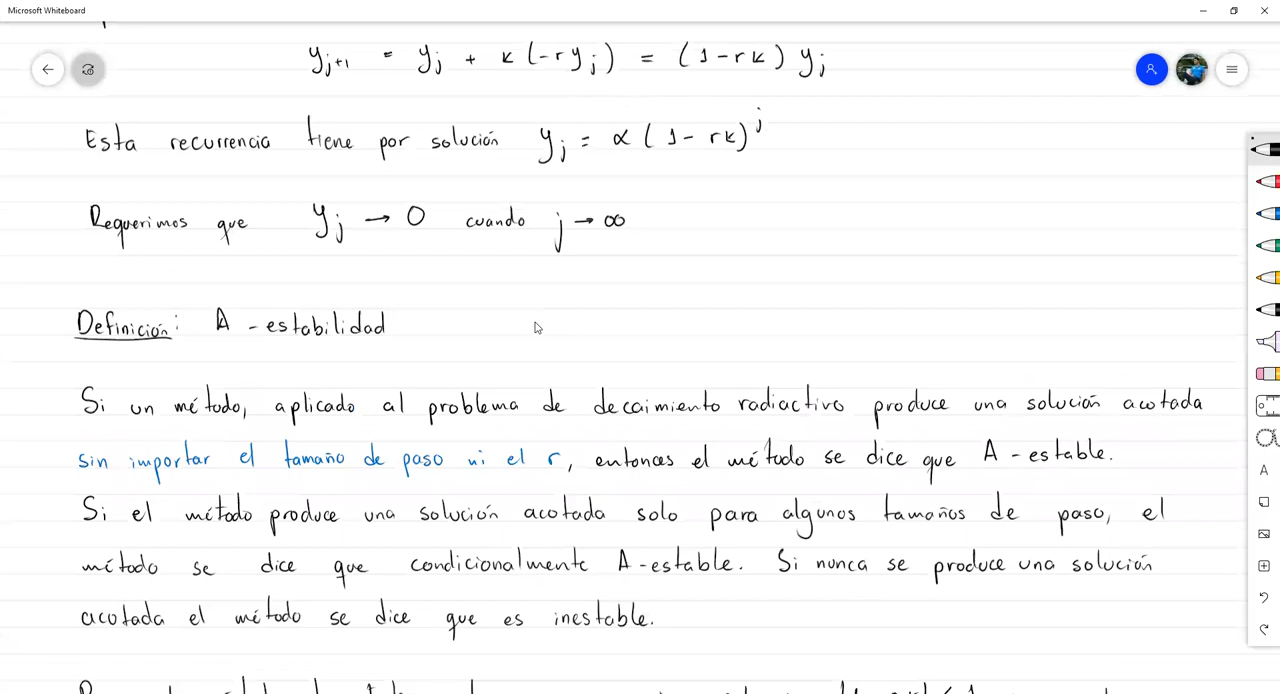 Microsoft Whiteboard
y_{j+1} = y_j + k(-r y_j) = (1-rk) y_j
Esta recurrencia tiene por solución y_j = α(1-rk)^j
Requerimos que y_j → 0 cuando j → ∞
Definición: A-estabilidad
Si un método, aplicado al problema de decaimiento radiactivo produce una solución acotada
sin importar el tamaño de paso ni el r, entonces el método se dice que A-estable.
Si el método produce una solución acotada solo para algunos tamaños de paso, el
método se dice que condicionalmente A-estable. Si nunca se produce una solución
acotada el método se dice que es inestable.